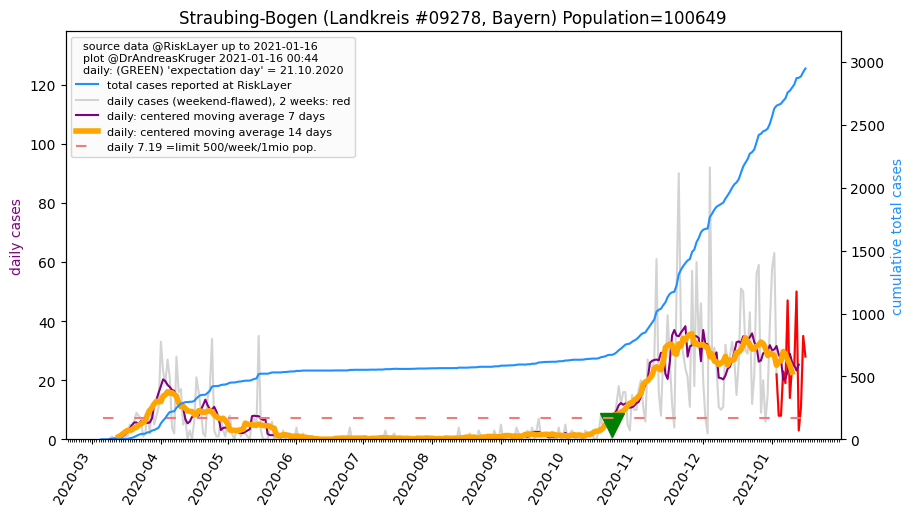 Straubing-Bogen (Landkreis #09278, Bayern) Population=100649
source data @RiskLayer up to 2021-01-16
plot @DrAndreasKruger 2021-01-16 00:44
daily: (GREEN) 'expectation day' = 21.10.2020
total cases reported at RiskLayer
daily cases (weekend-flawed), 2 weeks: red
daily: centered moving average 7 days
daily: centered moving average 14 days
daily 7.19 =limit 500/week/1mio pop.
daily cases
0
20
40
60
80
100
120
cumulative total cases
0
500
1000
1500
2000
2500
3000
2020-03
2020-04
2020-05
2020-06
2020-07
2020-08
2020-09
2020-10
2020-11
2020-12
2021-01